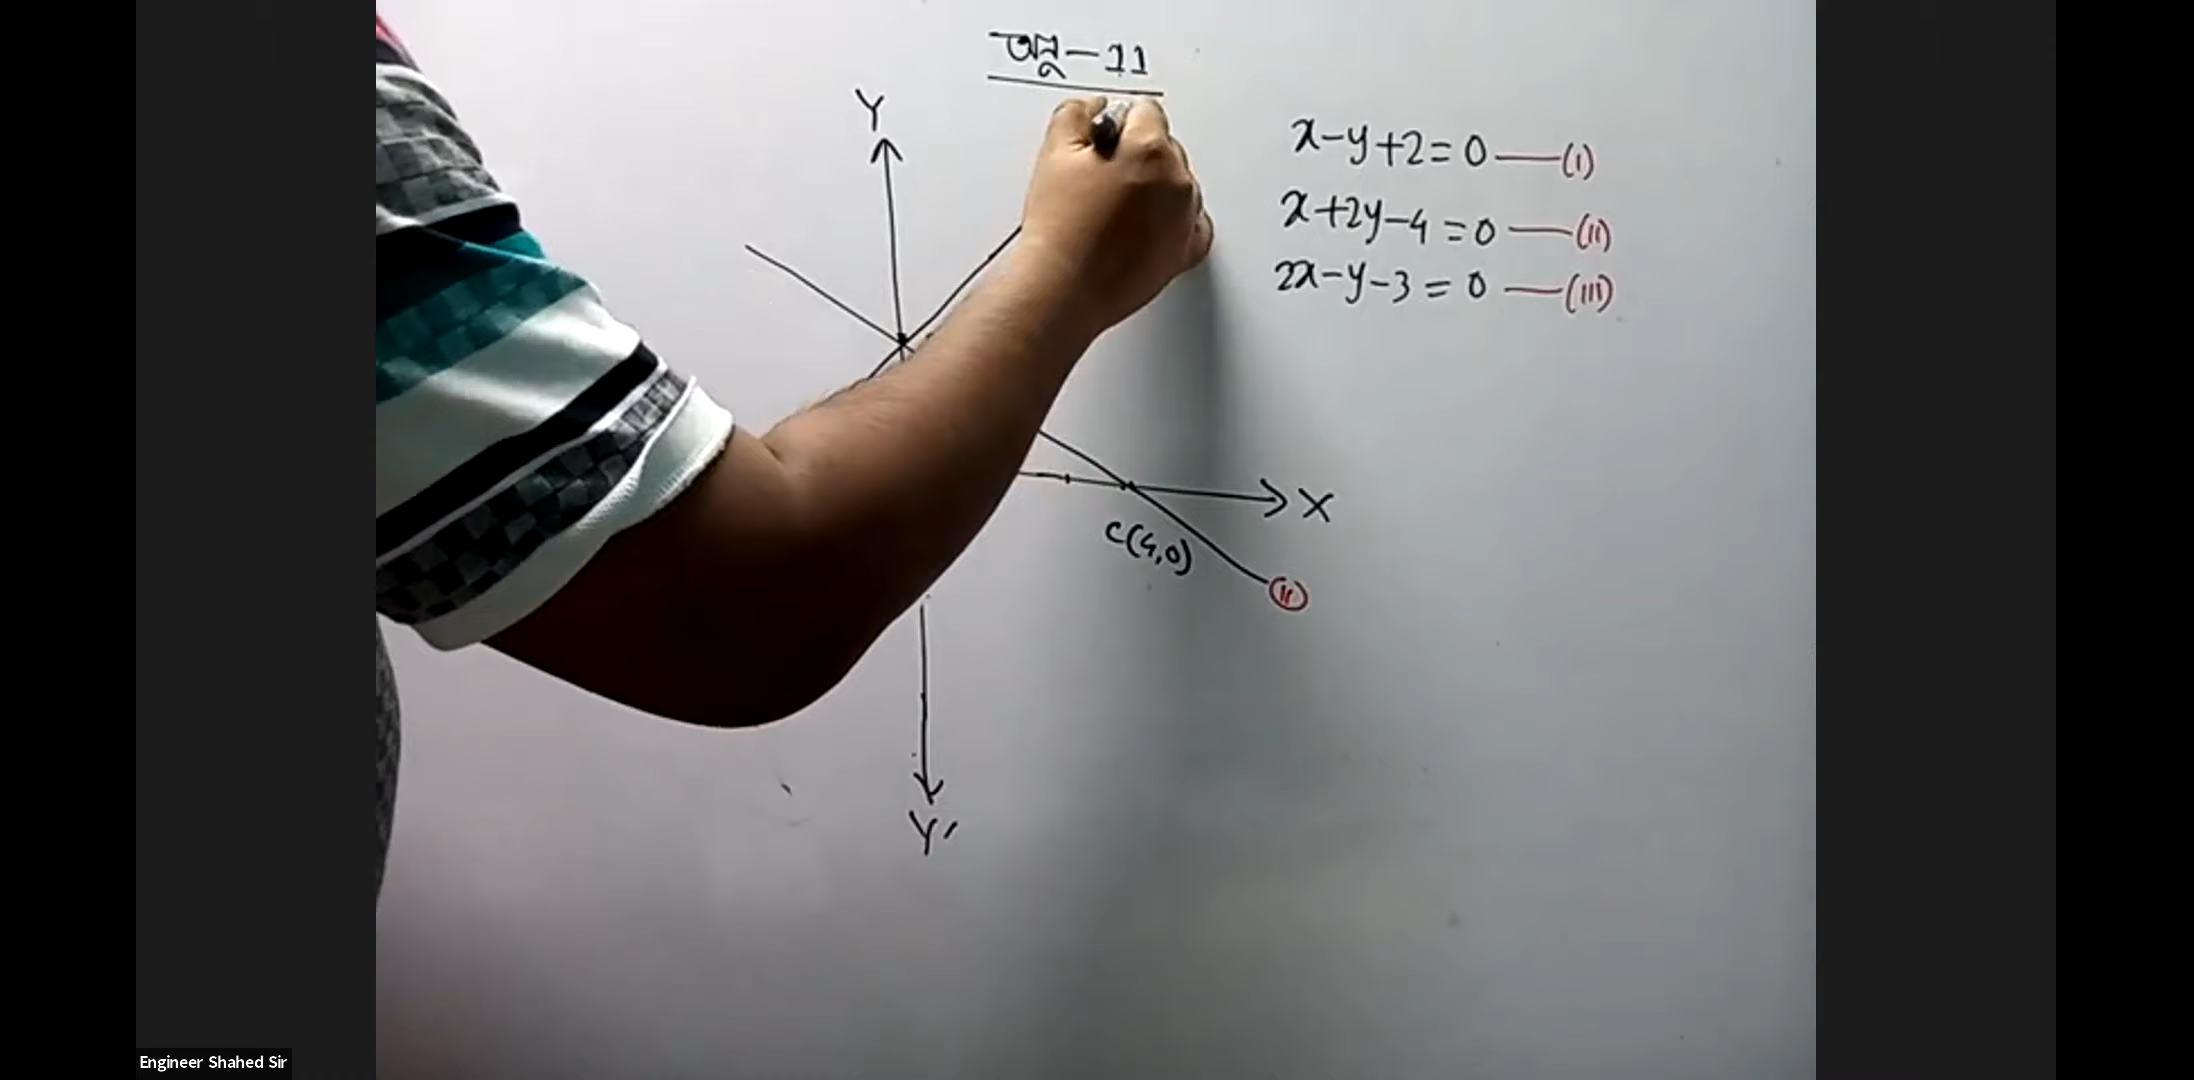 অনু-11
Y
x-y+2=0 —(i)
x+2y-4=0 —(ii)
2x-y-3=0 —(iii)
X
C(4,0)
(ii)
Y′
Engineer Shahed Sir